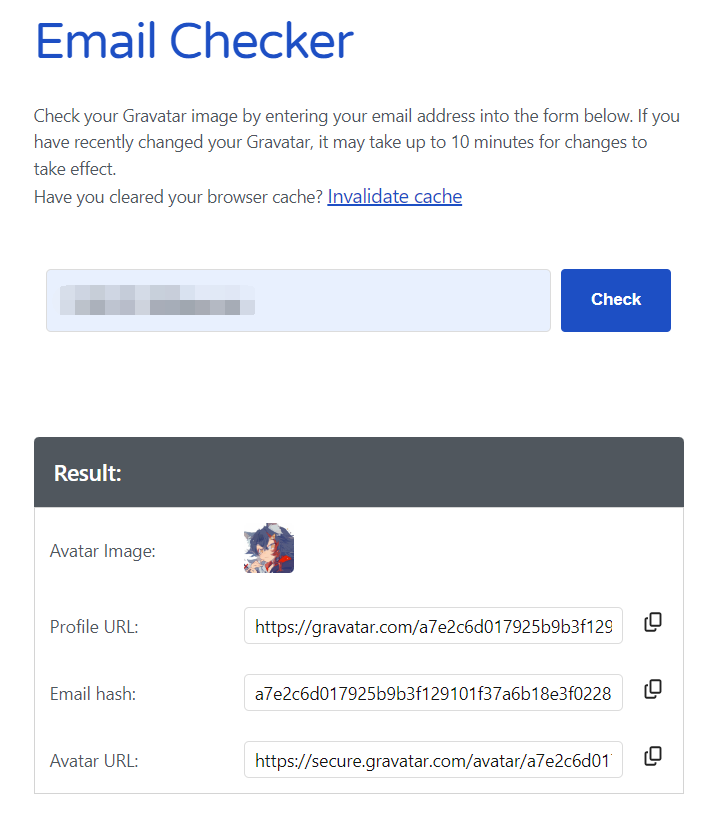 Email Checker
Check your Gravatar image by entering your email address into the form below. If you
have recently changed your Gravatar, it may take up to 10 minutes for changes to
take effect.
Have you cleared your browser cache? Invalidate cache
Check
Result:
Avatar Image:
Profile URL: https://gravatar.com/a7e2c6d017925b9b3f129
Email hash: a7e2c6d017925b9b3f129101f37a6b18e3f0228
Avatar URL: https://secure.gravatar.com/avatar/a7e2c6d01